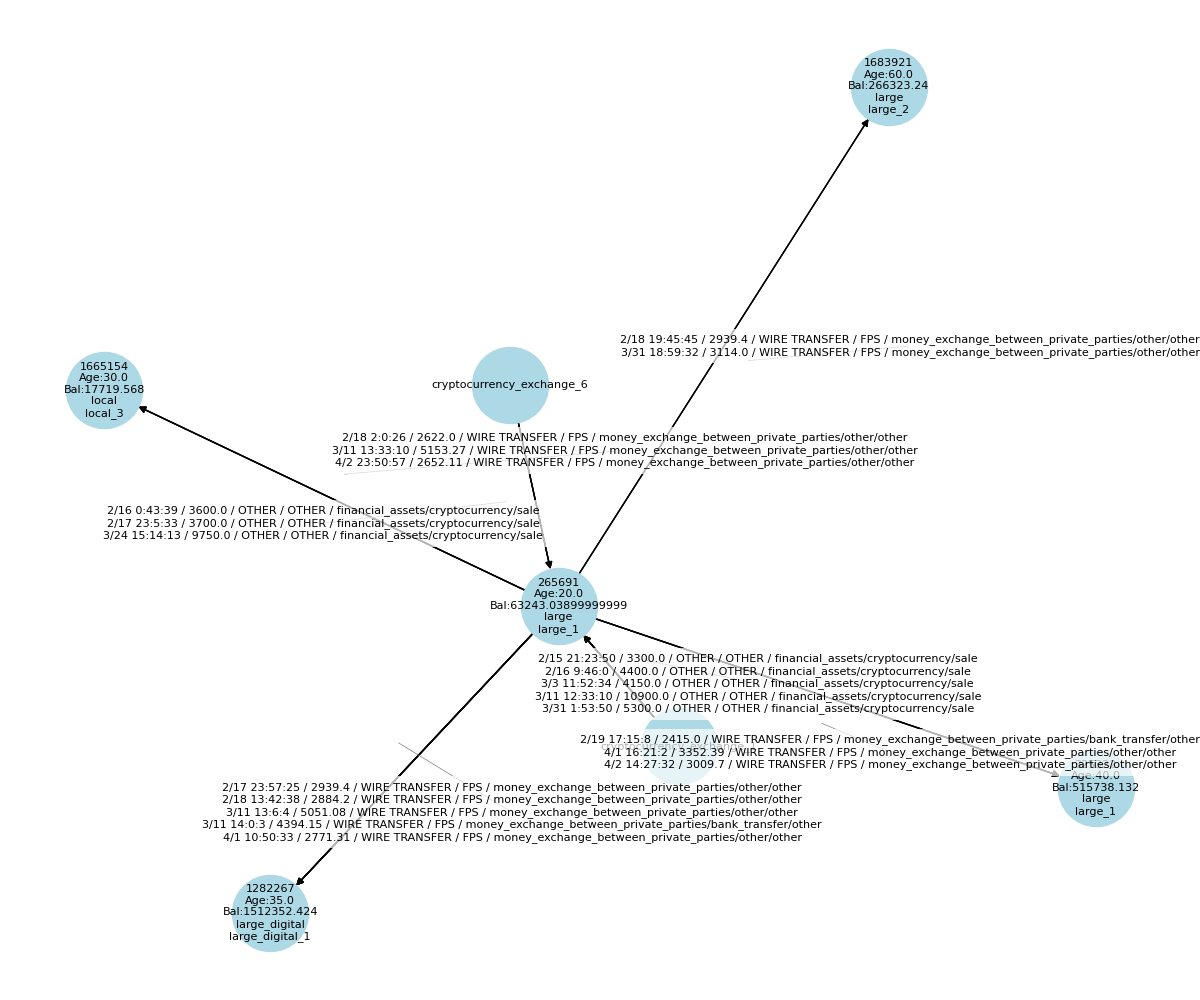 1683921
Age:60.0
Bal:266323.24
large
large_2
2/18 19:45:45 / 2939.4 / WIRE TRANSFER / FPS / money_exchange_between_private_parties/other/other
3/31 18:59:32 / 3114.0 / WIRE TRANSFER / FPS / money_exchange_between_private_parties/other/other
1665154
Age:30.0
Bal:17719.568
local
local_3
cryptocurrency_exchange_6
2/18 2:0:26 / 2622.0 / WIRE TRANSFER / FPS / money_exchange_between_private_parties/other/other
3/11 13:33:10 / 5153.27 / WIRE TRANSFER / FPS / money_exchange_between_private_parties/other/other
4/2 23:50:57 / 2652.11 / WIRE TRANSFER / FPS / money_exchange_between_private_parties/other/other
2/16 0:43:39 / 3600.0 / OTHER / OTHER / financial_assets/cryptocurrency/sale
2/17 23:5:33 / 3700.0 / OTHER / OTHER / financial_assets/cryptocurrency/sale
3/24 15:14:13 / 9750.0 / OTHER / OTHER / financial_assets/cryptocurrency/sale
265691
Age:20.0
Bal:63243.03899999999
large
large_1
2/15 21:23:50 / 3300.0 / OTHER / OTHER / financial_assets/cryptocurrency/sale
2/16 9:46:0 / 4400.0 / OTHER / OTHER / financial_assets/cryptocurrency/sale
3/3 11:52:34 / 4150.0 / OTHER / OTHER / financial_assets/cryptocurrency/sale
3/11 12:33:10 / 10900.0 / OTHER / OTHER / financial_assets/cryptocurrency/sale
3/31 1:53:50 / 5300.0 / OTHER / OTHER / financial_assets/cryptocurrency/sale
2/19 17:15:8 / 2415.0 / WIRE TRANSFER / FPS / money_exchange_between_private_parties/bank_transfer/other
4/1 16:21:2 / 3352.39 / WIRE TRANSFER / FPS / money_exchange_between_private_parties/other/other
4/2 14:27:32 / 3009.7 / WIRE TRANSFER / FPS / money_exchange_between_private_parties/other/other
Age:40.0
Bal:515738.132
large
large_1
2/17 23:57:25 / 2939.4 / WIRE TRANSFER / FPS / money_exchange_between_private_parties/other/other
2/18 13:42:38 / 2884.2 / WIRE TRANSFER / FPS / money_exchange_between_private_parties/other/other
3/11 13:6:4 / 5051.08 / WIRE TRANSFER / FPS / money_exchange_between_private_parties/other/other
3/11 14:0:3 / 4394.15 / WIRE TRANSFER / FPS / money_exchange_between_private_parties/bank_transfer/other
4/1 10:50:33 / 2771.31 / WIRE TRANSFER / FPS / money_exchange_between_private_parties/other/other
1282267
Age:35.0
Bal:1512352.424
large_digital
large_digital_1